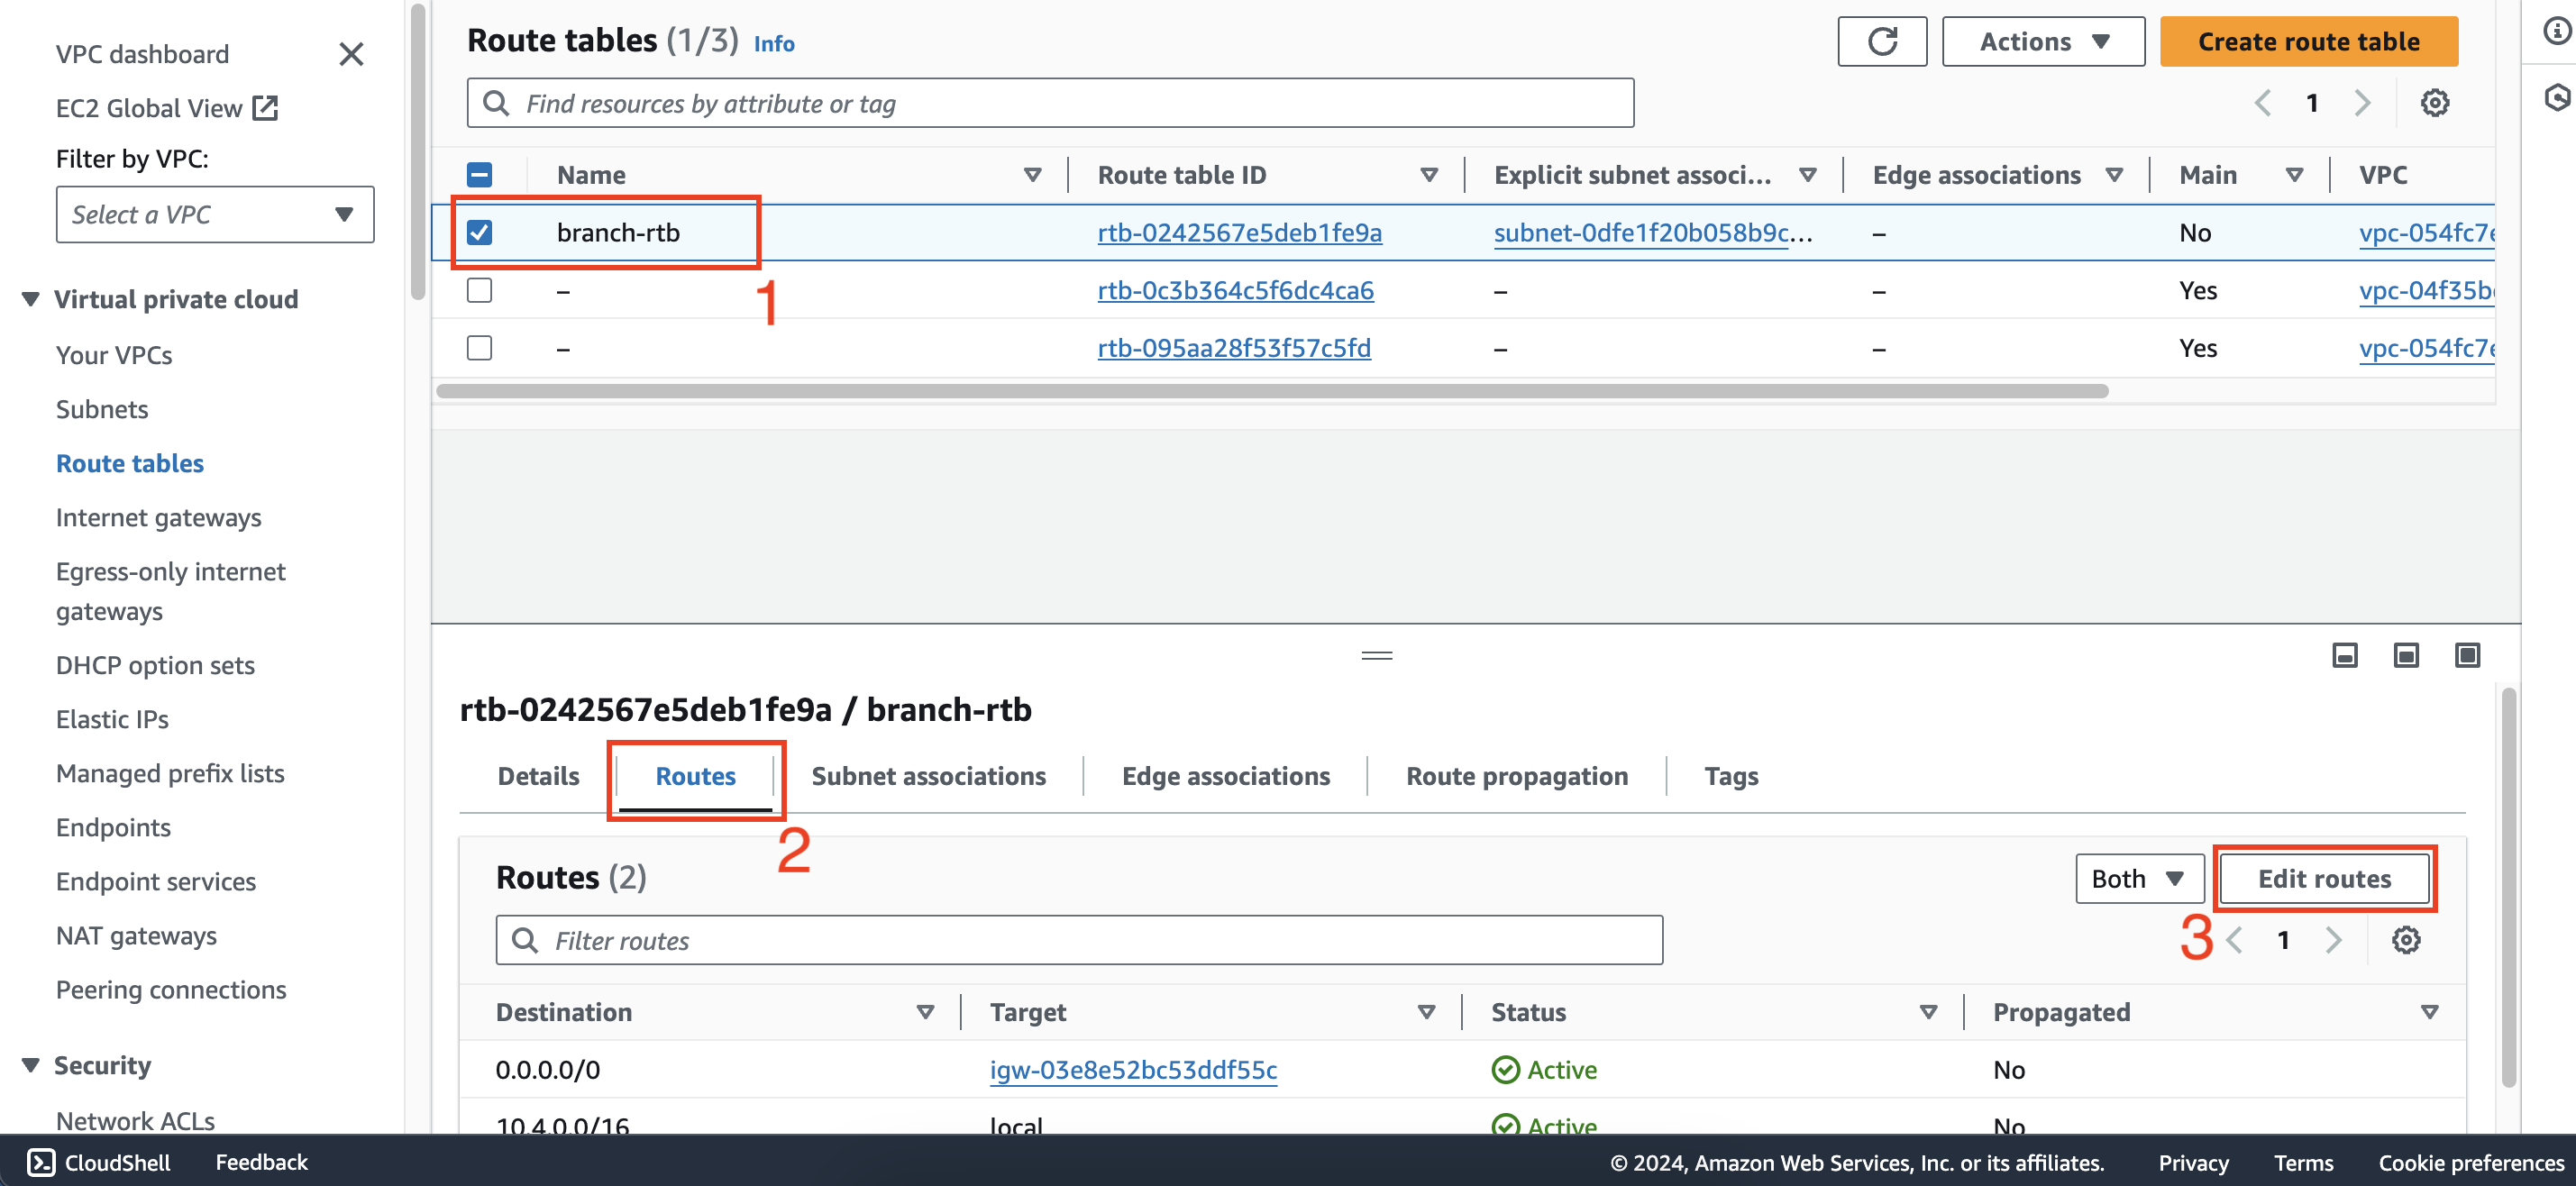 VPC dashboard
EC2 Global View
Filter by VPC:
Select a VPC
Virtual private cloud
Your VPCs
Subnets
Route tables
Internet gateways
Egress-only internet
gateways
DHCP option sets
Elastic IPs
Managed prefix lists
Endpoints
Endpoint services
NAT gateways
Peering connections
Security
Network ACLs
Route tables (1/3) Info
Actions
Create route table
Find resources by attribute or tag
1
Name Route table ID Explicit subnet associ... Edge associations Main VPC
branch-rtb rtb-0242567e5deb1fe9a subnet-0dfe1f20b058b9c... – No vpc-054fc7e
1
– rtb-0c3b364c5f6dc4ca6 – – Yes vpc-04f35b
– rtb-095aa28f53f57c5fd – – Yes vpc-054fc7e
rtb-0242567e5deb1fe9a / branch-rtb
Details Routes Subnet associations Edge associations Route propagation Tags
2
Routes (2)
Both
Edit routes
3
Filter routes
1
Destination Target Status Propagated
0.0.0.0/0 igw-03e8e52bc53ddf55c Active No
10.4.0.0/16 local Active No
CloudShell Feedback © 2024, Amazon Web Services, Inc. or its affiliates. Privacy Terms Cookie preferences